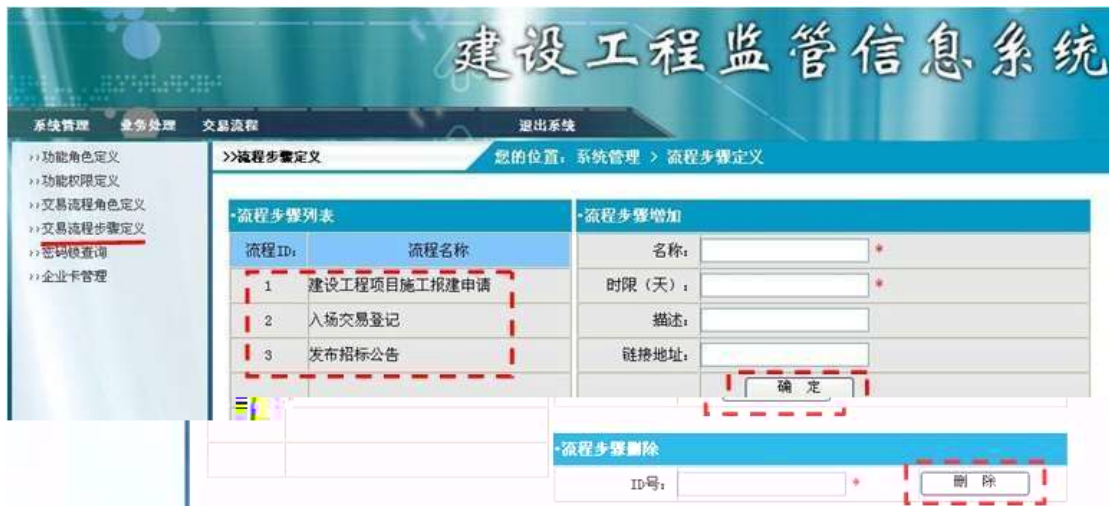 建设工程监管信息系统
系统管理 业务处理 交易流程 退出系统
>>功能角色定义
>>功能权限定义
>>交易流程角色定义
>>交易流程步骤定义
>>密码锁查询
>>企业卡管理
>>流程步骤定义 您的位置：系统管理 > 流程步骤定义
·流程步骤列表
流程ID: 流程名称
1 建设工程项目施工报建申请
2 入场交易登记
3 发布招标公告
·流程步骤增加
名称: *
时限（天）: *
描述:
链接地址:
确 定
·流程步骤删除
ID号: *
删 除